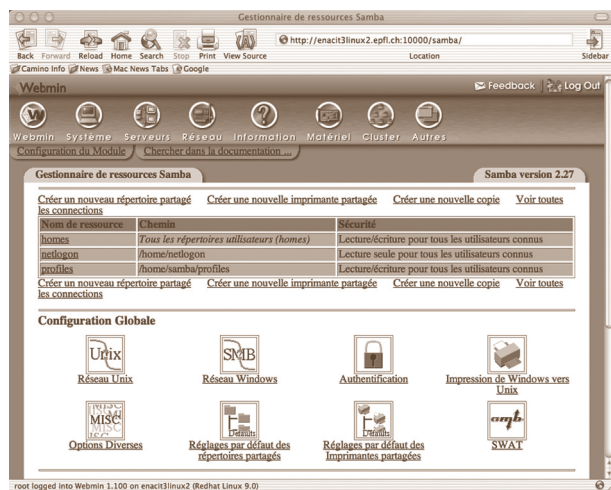 Gestionnaire de ressources Samba
http://enacit3linux2.epfl.ch:10000/samba/
Back Forward Reload Home Search Stop Print View Source Location Sidebar
Camino Info News Mac News Tabs Google
Webmin Feedback Log Out
Webmin Système Serveurs Réseau Information Matériel Cluster Autres
Configuration du Module Chercher dans la documentation ...
Gestionnaire de ressources Samba Samba version 2.27
Créer un nouveau répertoire partagé Créer une nouvelle imprimante partagée Créer une nouvelle copie Voir toutes
les connections
Nom de ressource Chemin Sécurité
homes Tous les répertoires utilisateurs (homes) Lecture/écriture pour tous les utilisateurs connus
netlogon /home/netlogon Lecture seule pour tous les utilisateurs connus
profiles /home/samba/profiles Lecture/écriture pour tous les utilisateurs connus
Créer un nouveau répertoire partagé Créer une nouvelle imprimante partagée Créer une nouvelle copie Voir toutes
les connections
Configuration Globale
Unix SMB
Réseau Unix Réseau Windows Authentification Impression de Windows vers
Unix
MISC Defaults Defaults amb
Options Diverses Réglages par défaut des Réglages par défaut des SWAT
répertoires partagés Imprimantes partagées
root logged into Webmin 1.100 on enacit3linux2 (Redhat Linux 9.0)